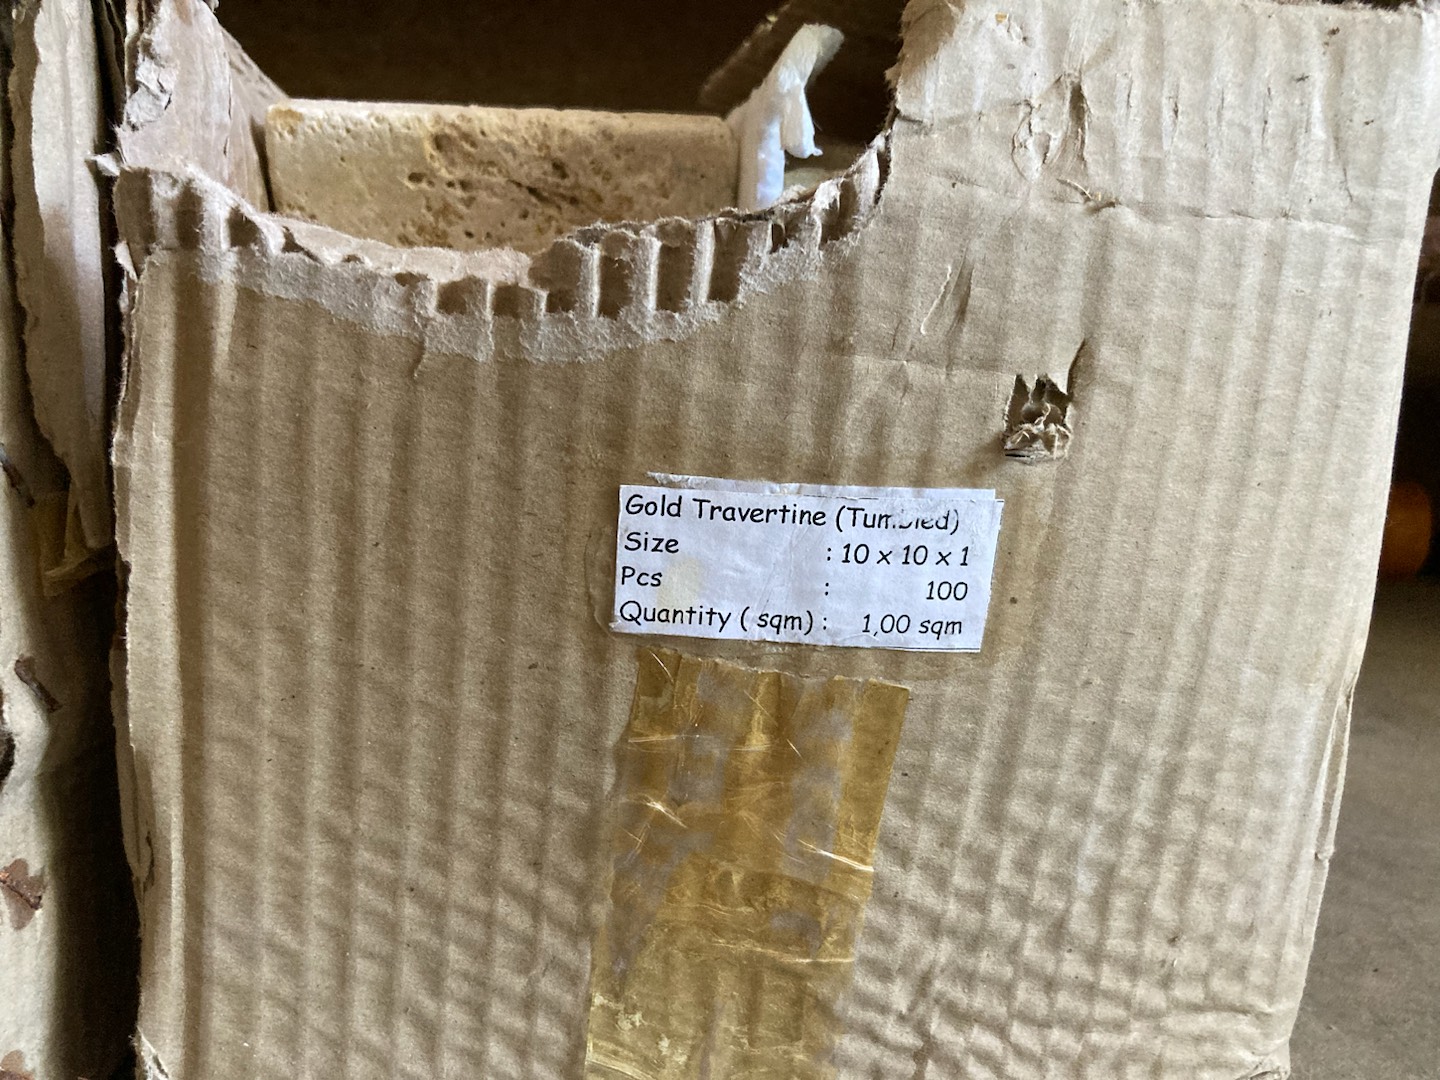 Gold Travertine (Tumbled)
Size : 10 x 10 x 1
Pcs : 100
Quantity ( sqm) : 1,00 sqm